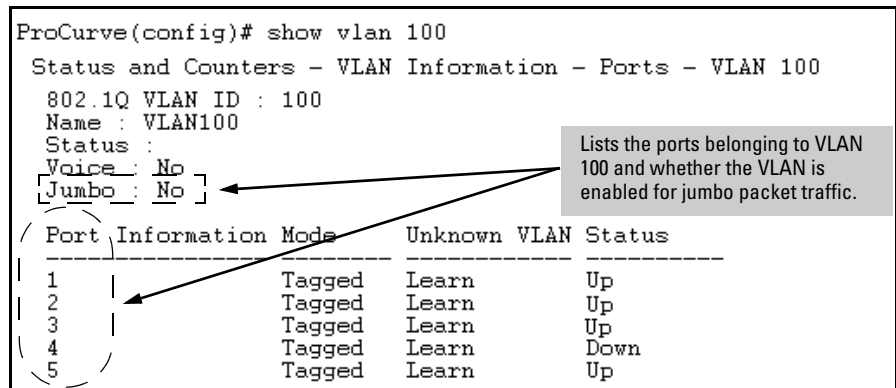 ProCurve(config)# show vlan 100
Status and Counters - VLAN Information - Ports - VLAN 100
802.1Q VLAN ID : 100
Name : VLAN100
Status :
Voice : No
Jumbo : No
Lists the ports belonging to VLAN
100 and whether the VLAN is
enabled for jumbo packet traffic.
Port Information Mode Unknown VLAN Status
---------------- -------- ------------ ----------
1 Tagged Learn Up
2 Tagged Learn Up
3 Tagged Learn Up
4 Tagged Learn Down
5 Tagged Learn Up